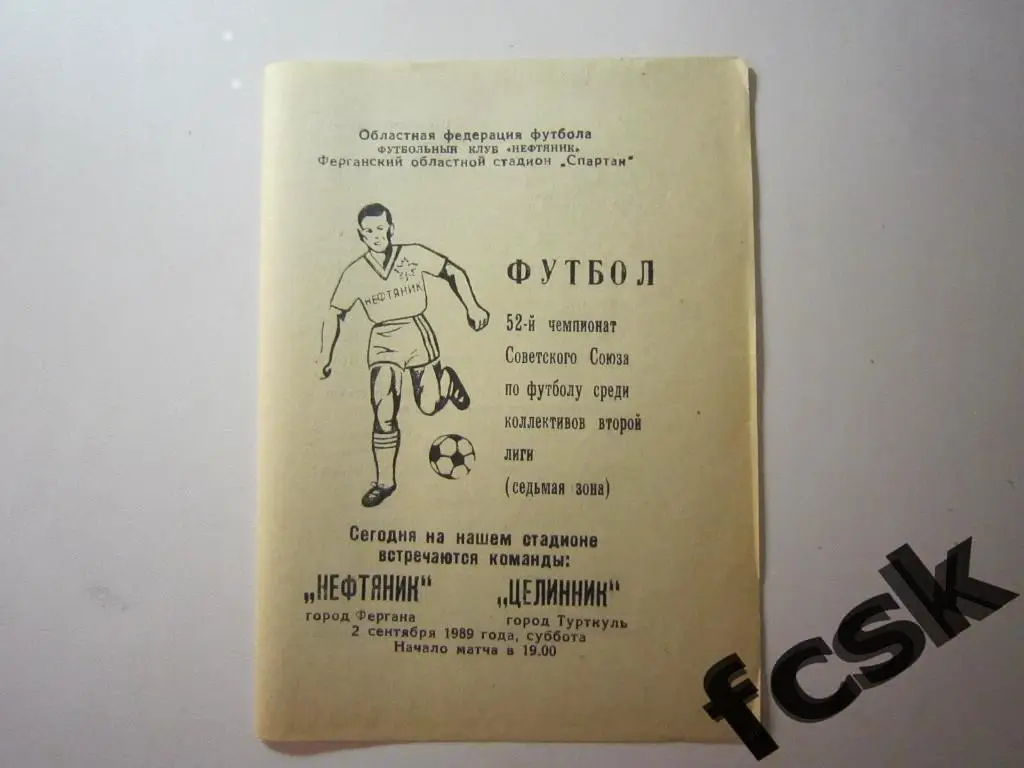 Областная федерация футбола
ФУТБОЛЬНЫЙ КЛУБ «НЕФТЯНИК»
Ферганский областной стадион „Спартак"
НЕФТЯНИК
ФУТБОЛ
52-й чемпионат
Советского Союза
по футболу среди
коллективов второй
лиги
(седьмая зона)
Сегодня на нашем стадионе
встречаются команды:
„НЕФТЯНИК" „ЦЕЛИННИК"
город Фергана город Турткуль
2 сентября 1989 года, суббота
Начало матча в 19.00
fcsk